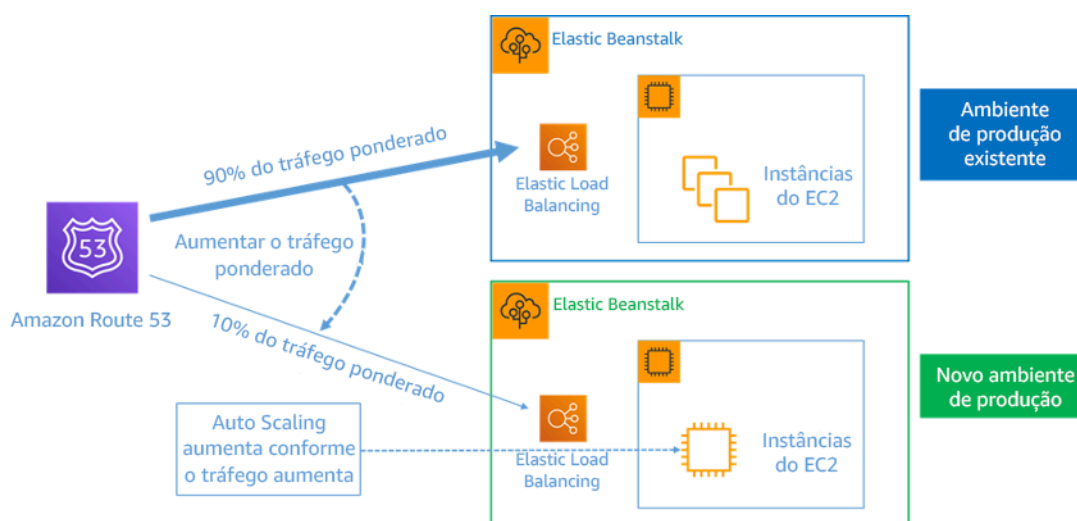 Elastic Beanstalk
90% do tráfego ponderado
Elastic Load
Balancing
Instâncias
do EC2
Ambiente
de produção
existente
53
Aumentar o tráfego
ponderado
Amazon Route 53
10% do tráfego ponderado
Elastic Beanstalk
Auto Scaling
aumenta conforme
o tráfego aumenta
Elastic Load
Balancing
Instâncias
do EC2
Novo ambiente
de produção